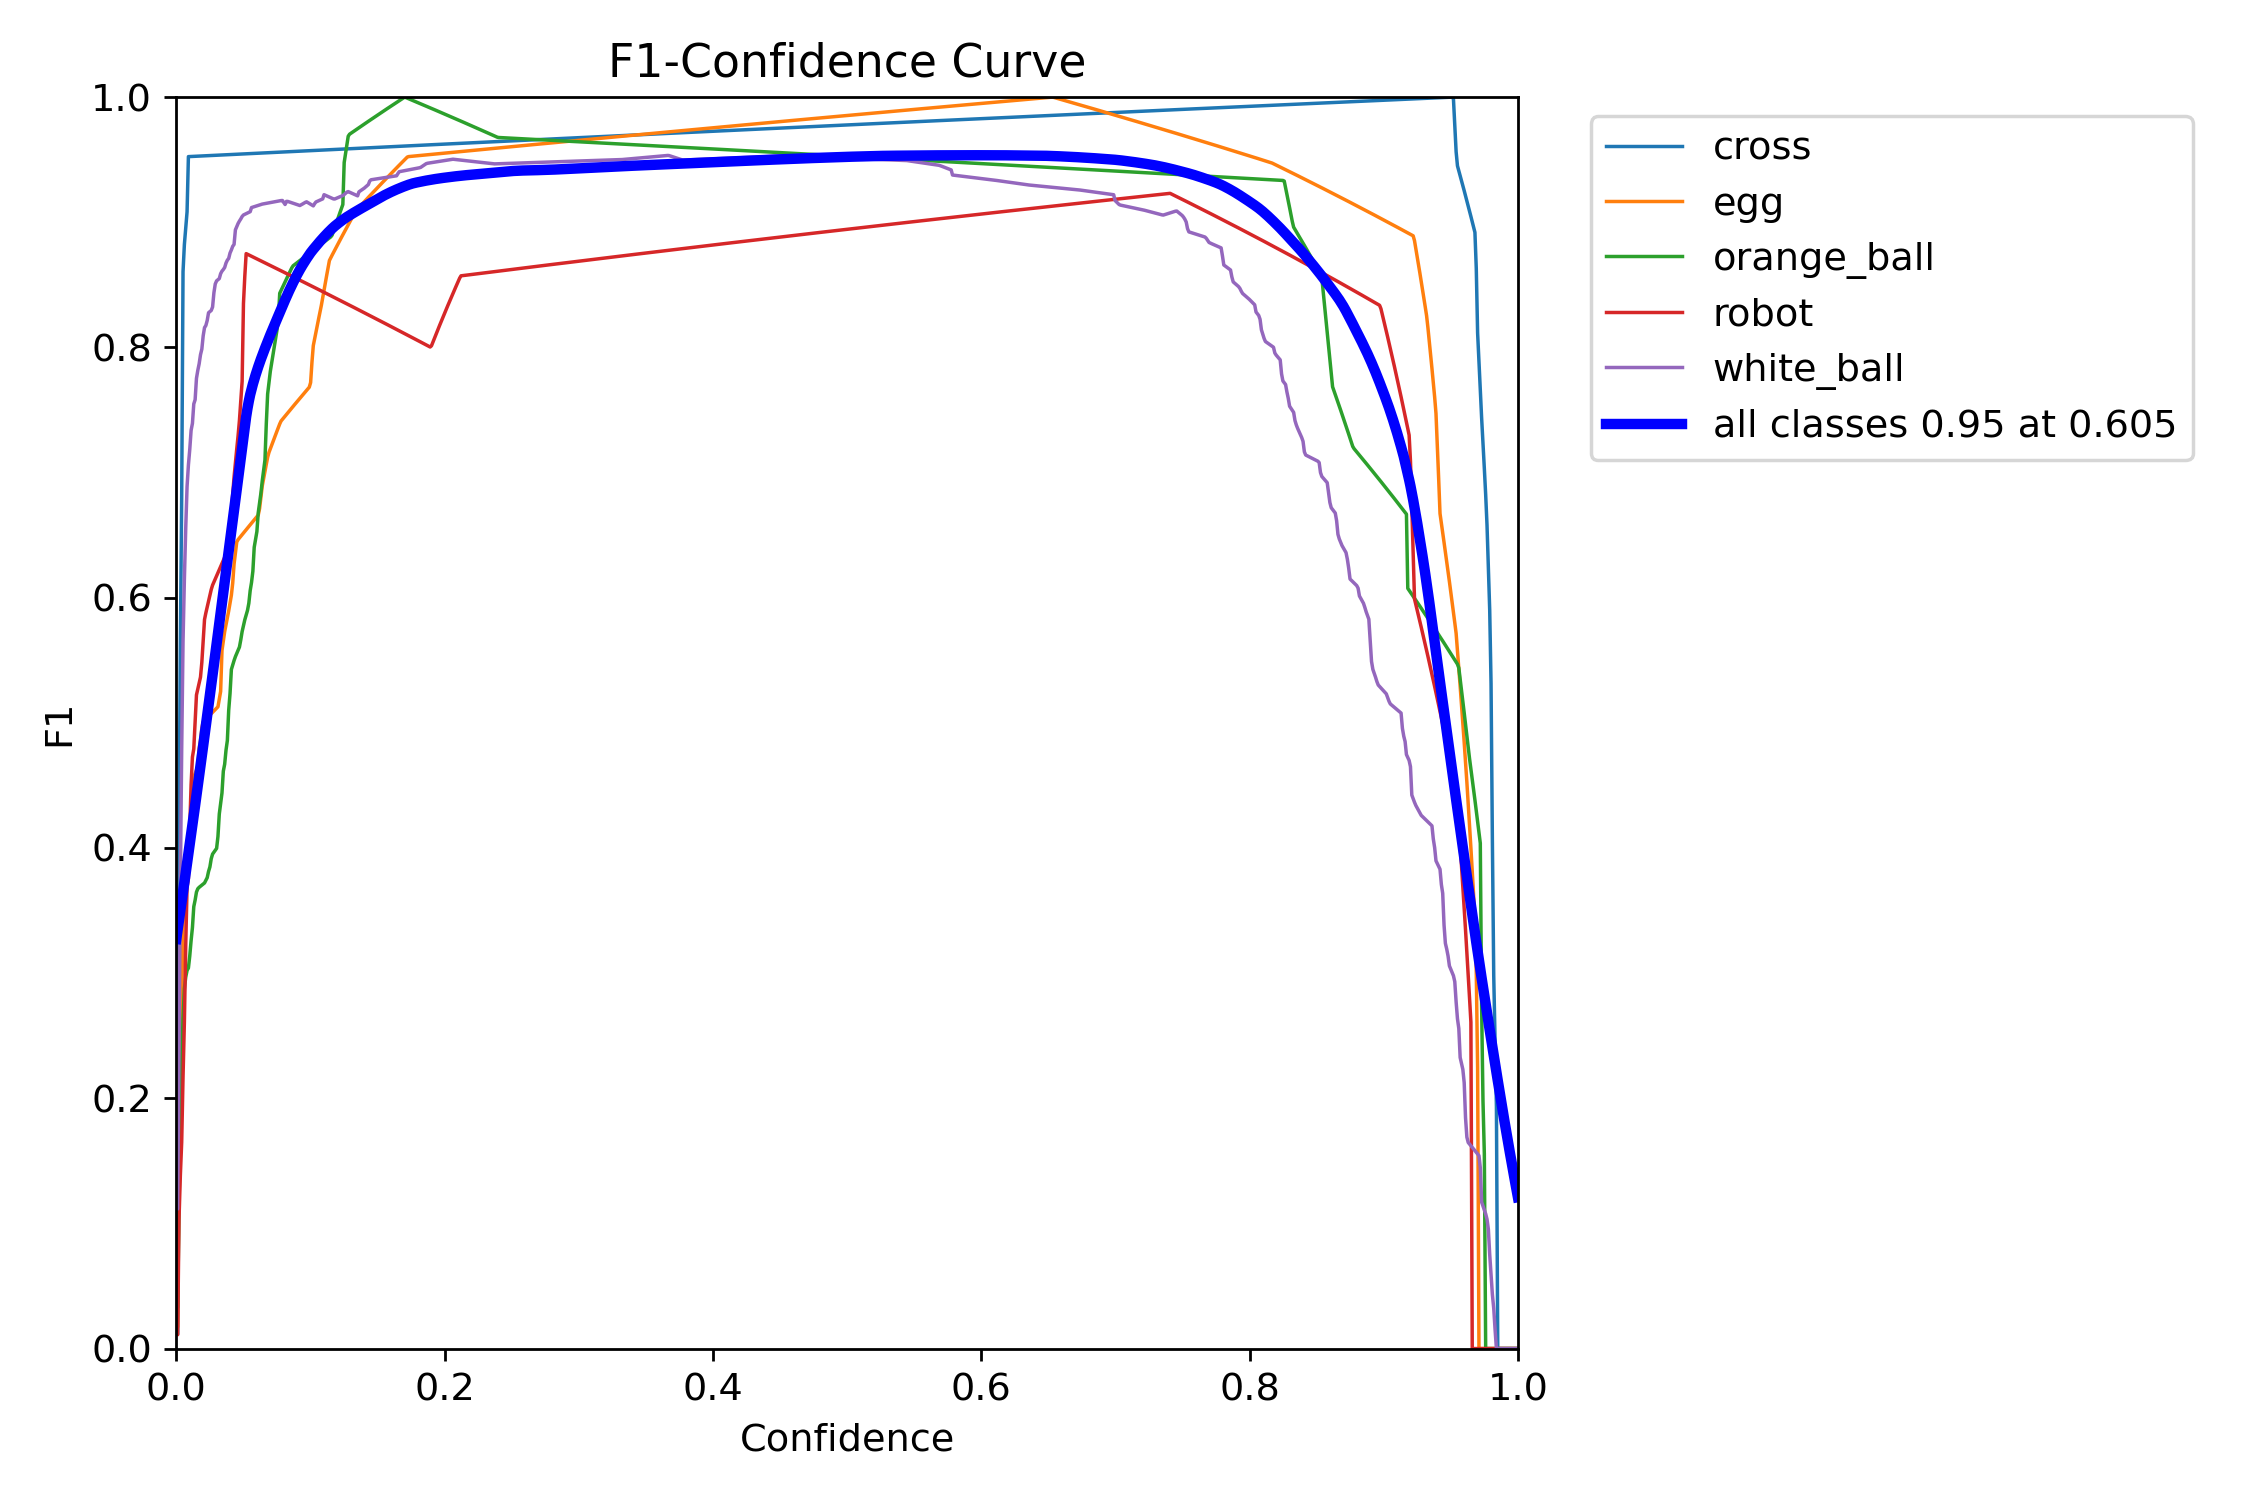 F1-Confidence Curve
1.0
0.8
0.6
0.4
0.2
0.0
F1
0.0 0.2 0.4 0.6 0.8 1.0
Confidence
cross
egg
orange_ball
robot
white_ball
all classes 0.95 at 0.605